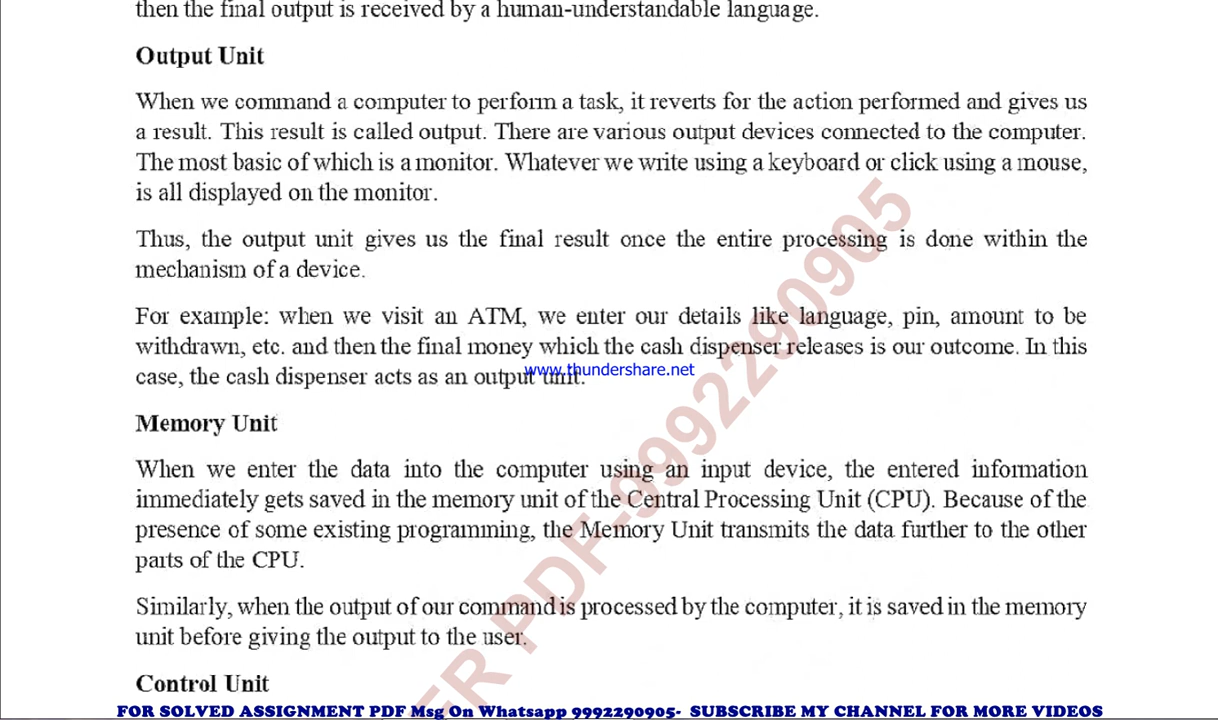 then the final output is received by a human-understandable language.
Output Unit
When we command a computer to perform a task, it reverts for the action performed and gives us
a result. This result is called output. There are various output devices connected to the computer.
The most basic of which is a monitor. Whatever we write using a keyboard or click using a mouse,
is all displayed on the monitor.
Thus, the output unit gives us the final result once the entire processing is done within the
mechanism of a device.
For example: when we visit an ATM, we enter our details like language, pin, amount to be
withdrawn, etc. and then the final money which the cash dispenser releases is our outcome. In this
case, the cash dispenser acts as an output unit.
www.thundershare.net
Memory Unit
When we enter the data into the computer using an input device, the entered information
immediately gets saved in the memory unit of the Central Processing Unit (CPU). Because of the
presence of some existing programming, the Memory Unit transmits the data further to the other
parts of the CPU.
Similarly, when the output of our command is processed by the computer, it is saved in the memory
unit before giving the output to the user.
Control Unit
ER PDF-9992290905
FOR SOLVED ASSIGNMENT PDF Msg On Whatsapp 9992290905- SUBSCRIBE MY CHANNEL FOR MORE VIDEOS